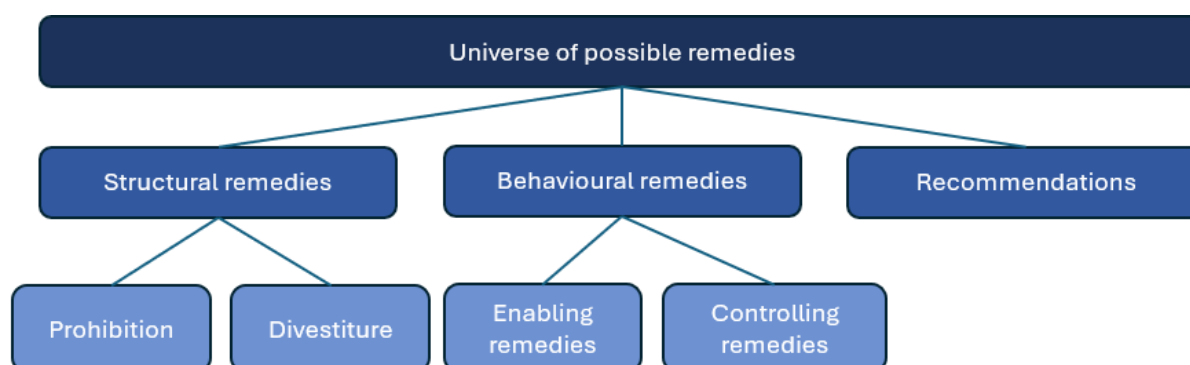 Universe of possible remedies
Structural remedies
Behavioural remedies
Recommendations
Prohibition
Divestiture
Enabling
remedies
Controlling
remedies